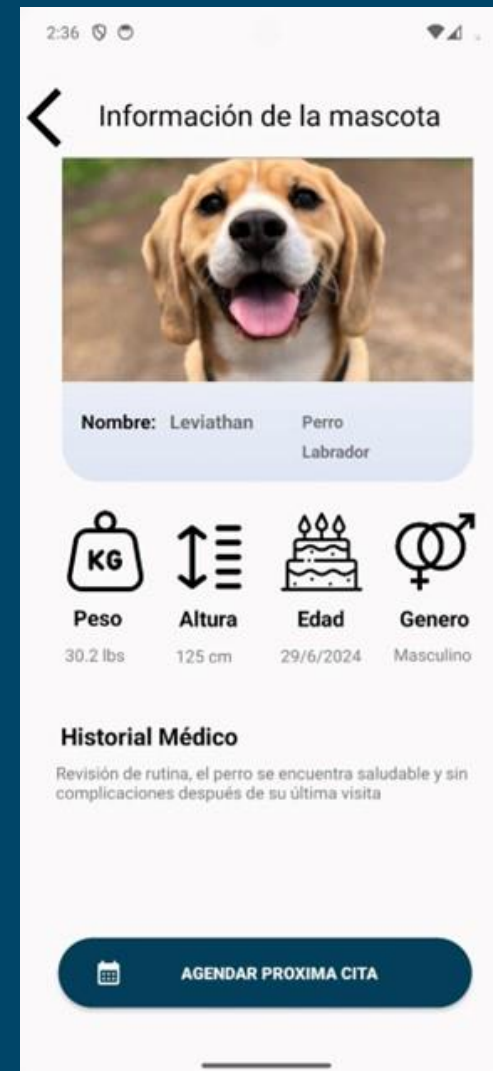 2:36
Información de la mascota
Nombre: Leviathan Perro
Labrador
KG
Peso Altura Edad Genero
30.2 lbs 125 cm 29/6/2024 Masculino
Historial Médico
Revisión de rutina, el perro se encuentra saludable y sin
complicaciones después de su última visita
AGENDAR PROXIMA CITA